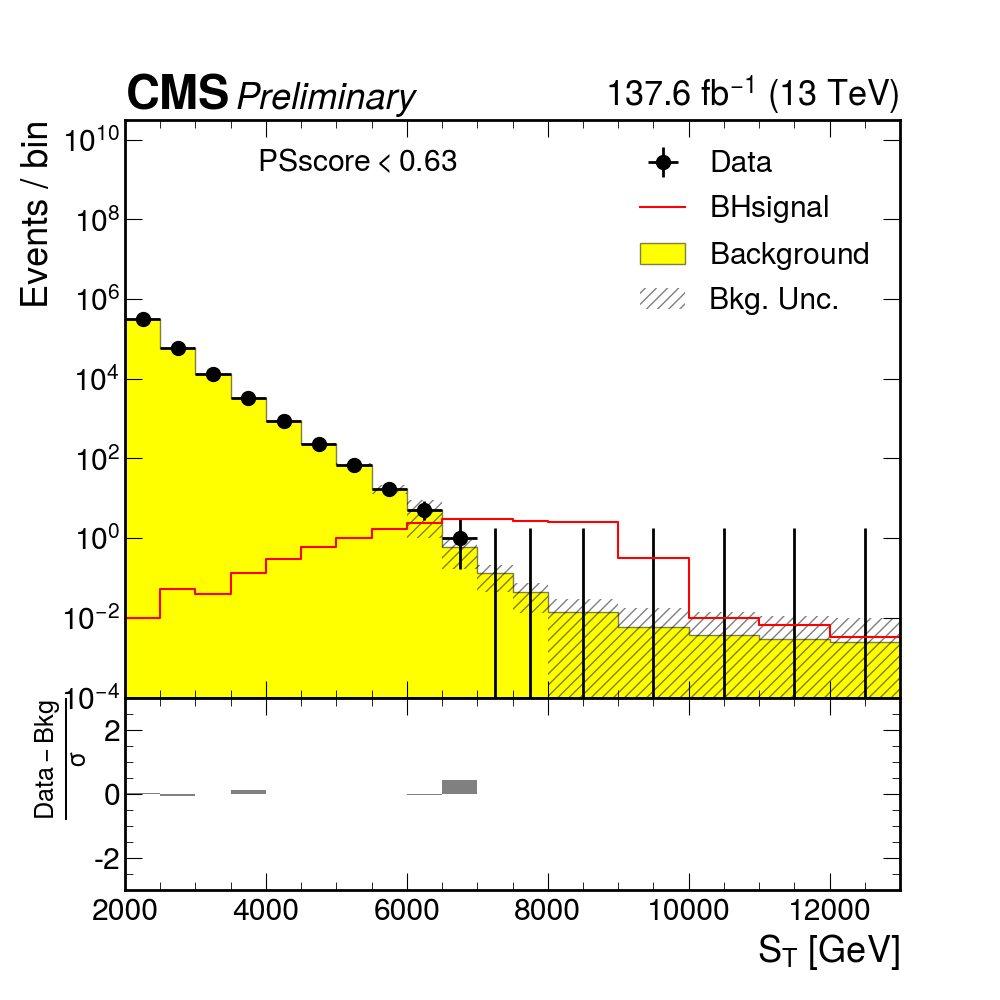 CMS Preliminary 137.6 fb⁻¹ (13 TeV)
Events / bin
10¹⁰
10⁸
10⁶
10⁴
10²
10⁰
10⁻²
10⁻⁴
PSscore < 0.63
Data
BHsignal
Background
Bkg. Unc.
Data − Bkg
σ
2
0
-2
2000 4000 6000 8000 10000 12000
S_T [GeV]